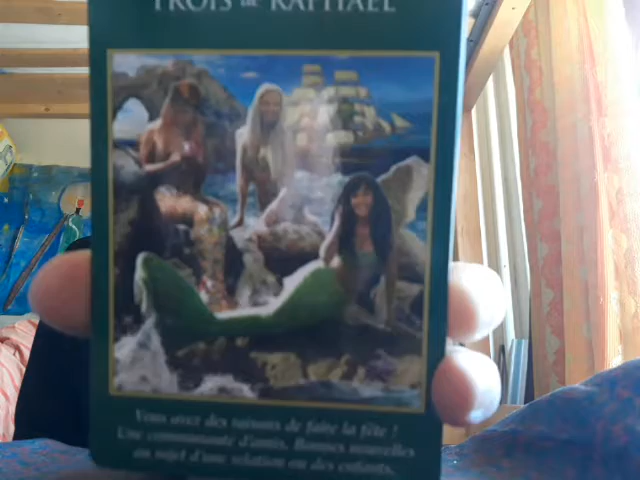 TROIS de RAPHAEL
Vous avez des raisons de faire la fête !
Une communauté d'amis. Bonnes nouvelles
au sujet d'une relation ou des enfants.